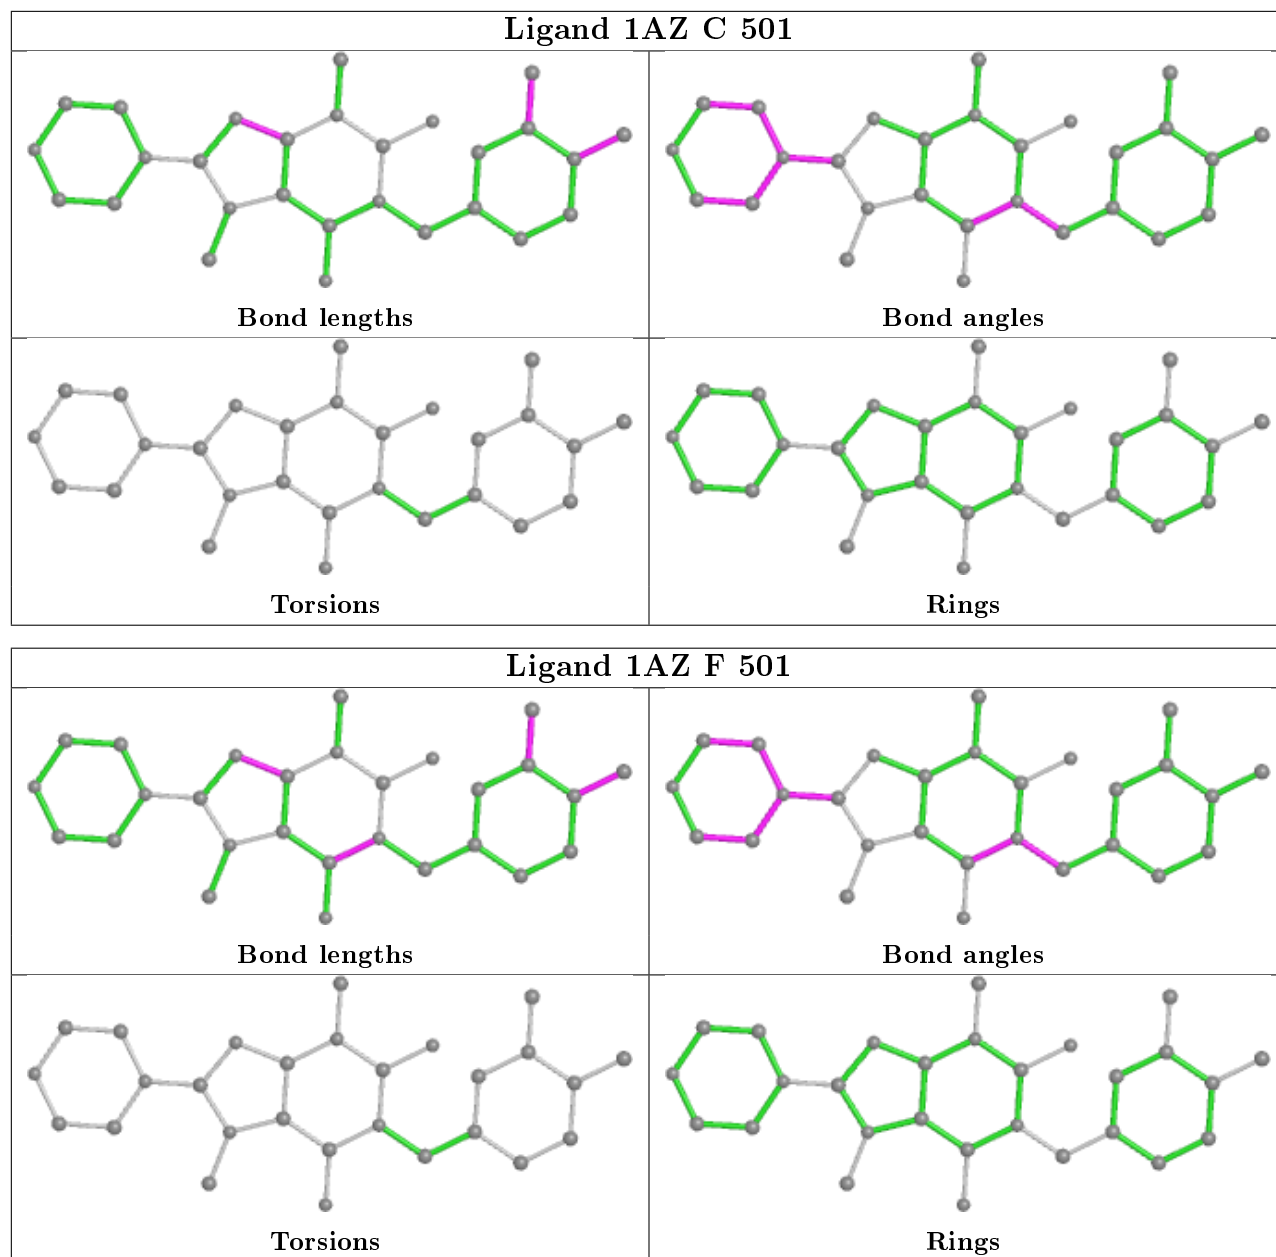 Ligand 1AZ C 501
Bond lengths
Bond angles
Torsions
Rings
Ligand 1AZ F 501
Bond lengths
Bond angles
Torsions
Rings